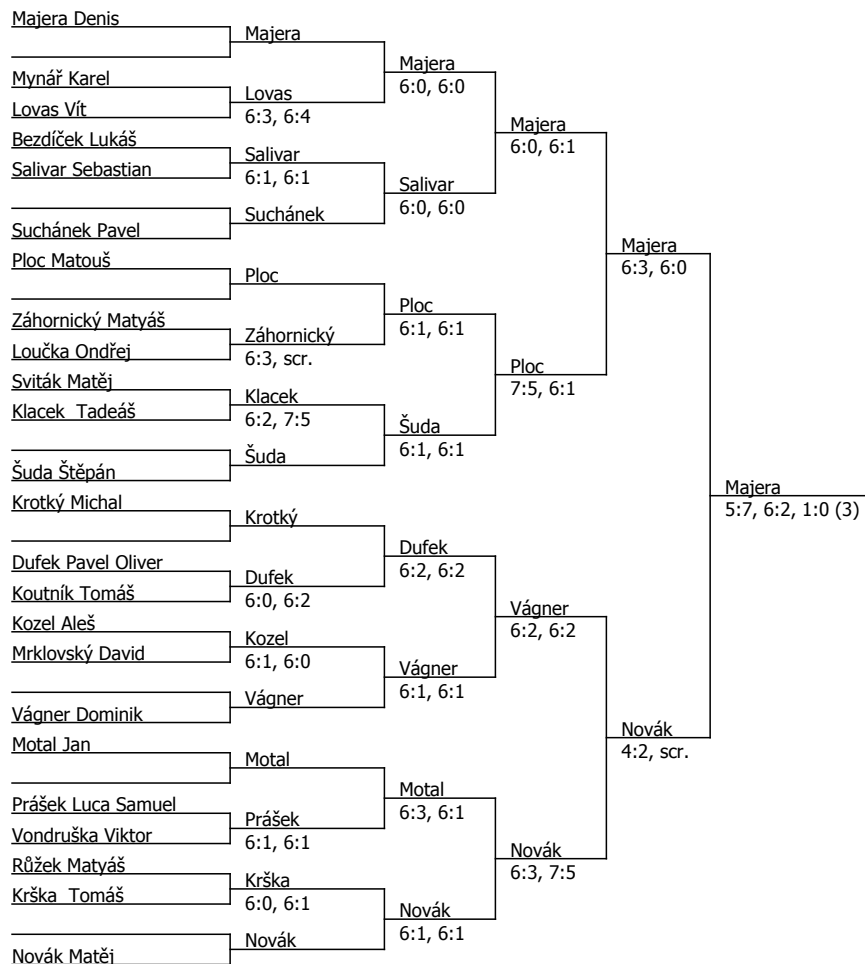 Majera Denis
Majera
Majera
6:0, 6:0
Mynář Karel
Lovas
6:3, 6:4
Lovas Vít
Majera
6:0, 6:1
Bezdíček Lukáš
Salivar
6:1, 6:1
Salivar Sebastian
Salivar
6:0, 6:0
Suchánek
Suchánek Pavel
Majera
6:3, 6:0
Ploc Matouš
Ploc
Ploc
6:1, 6:1
Záhornický Matyáš
Záhornický
6:3, scr.
Loučka Ondřej
Ploc
7:5, 6:1
Sviták Matěj
Klacek
6:2, 7:5
Klacek  Tadeáš
Šuda
6:1, 6:1
Šuda
Šuda Štěpán
Majera
5:7, 6:2, 1:0 (3)
Krotký Michal
Krotký
Dufek
6:2, 6:2
Dufek Pavel Oliver
Dufek
6:0, 6:2
Koutník Tomáš
Vágner
6:2, 6:2
Kozel Aleš
Kozel
6:1, 6:0
Mrklovský David
Vágner
6:1, 6:1
Vágner
Vágner Dominik
Novák
4:2, scr.
Motal Jan
Motal
Motal
6:3, 6:1
Prášek Luca Samuel
Prášek
6:1, 6:1
Vondruška Viktor
Novák
6:3, 7:5
Růžek Matyáš
Krška
6:0, 6:1
Krška  Tomáš
Novák
6:1, 6:1
Novák
Novák Matěj